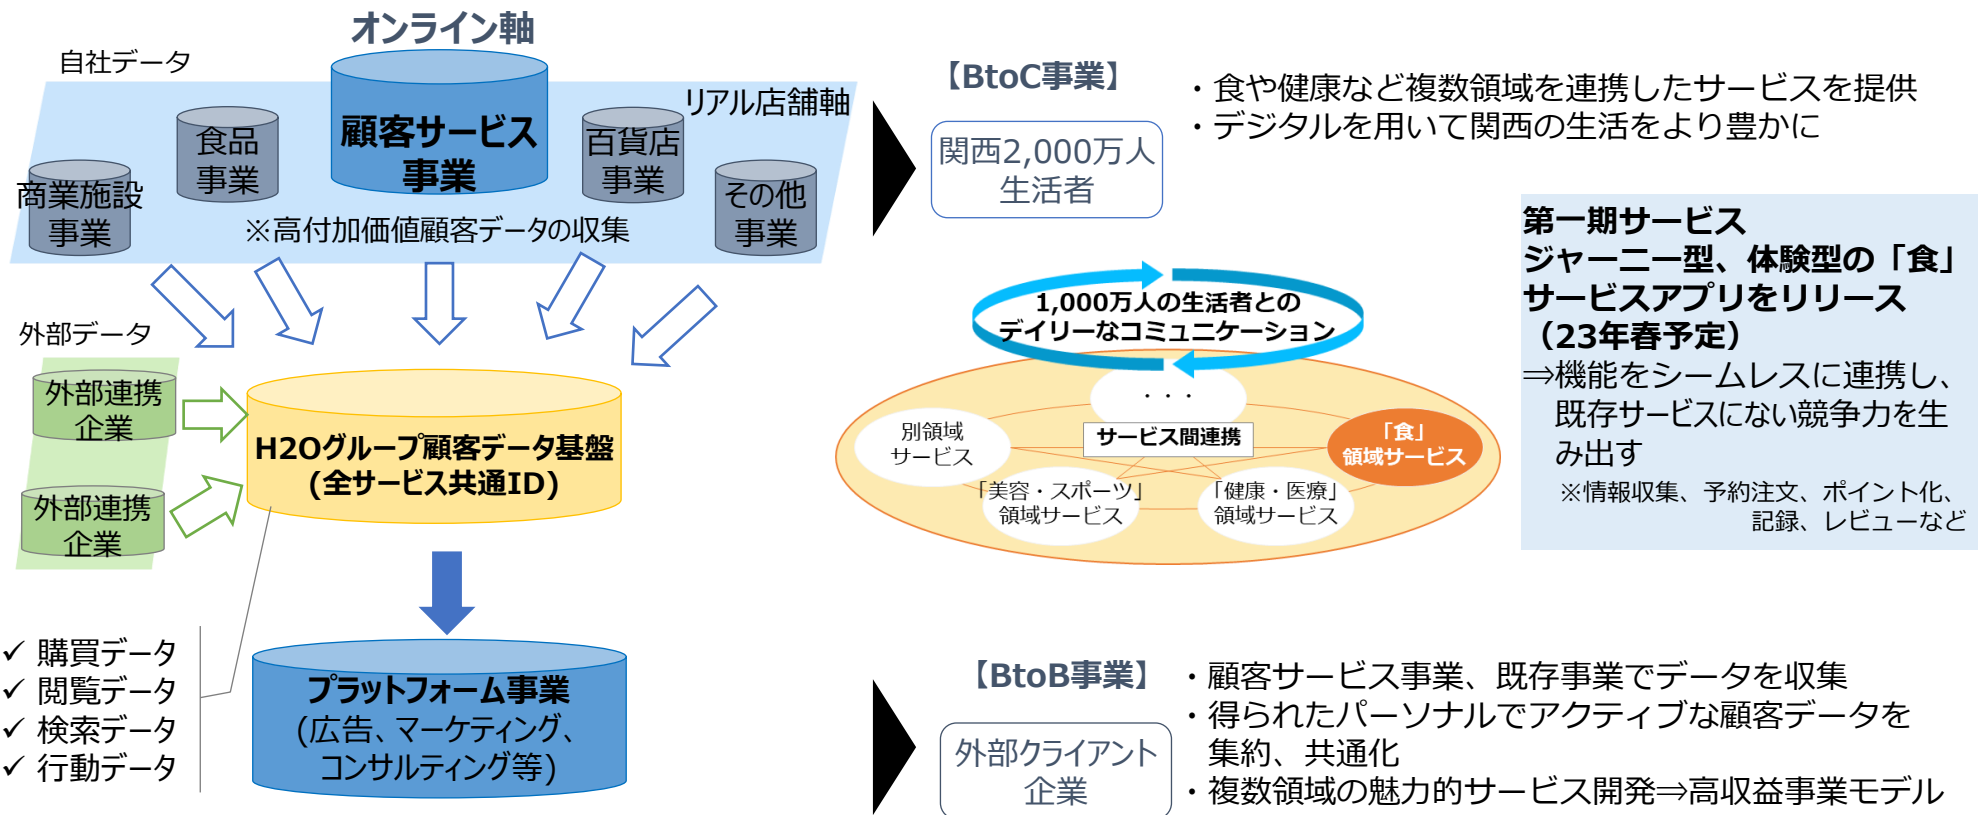 オンライン軸
自社データ
リアル店舗軸
顧客サービス
事業
食品
事業
百貨店
事業
商業施設
事業
その他
事業
※高付加価値顧客データの収集
外部データ
外部連携
企業
外部連携
企業
H2Oグループ顧客データ基盤
(全サービス共通ID)
✓ 購買データ
✓ 閲覧データ
✓ 検索データ
✓ 行動データ
プラットフォーム事業
(広告、マーケティング、
コンサルティング等)
【BtoC事業】
関西2,000万人
生活者
・食や健康など複数領域を連携したサービスを提供
・デジタルを用いて関西の生活をより豊かに
1,000万人の生活者との
デイリーなコミュニケーション
・・・
別領域
サービス
サービス間連携
「食」
領域サービス
「美容・スポーツ」
領域サービス
「健康・医療」
領域サービス
第一期サービス
ジャーニー型、体験型の「食」
サービスアプリをリリース
（23年春予定）
⇒機能をシームレスに連携し、
既存サービスにない競争力を生
み出す
※情報収集、予約注文、ポイント化、
記録、レビューなど
【BtoB事業】
外部クライアント
企業
・顧客サービス事業、既存事業でデータを収集
・得られたパーソナルでアクティブな顧客データを
集約、共通化
・複数領域の魅力的サービス開発⇒高収益事業モデル